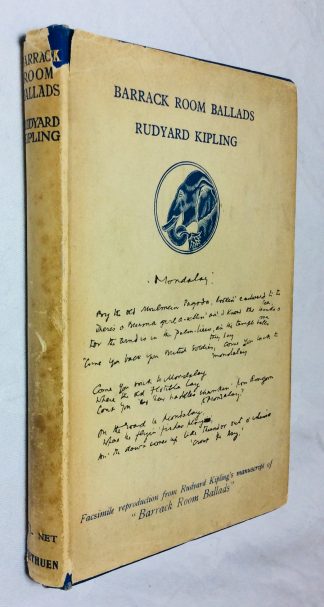 BARRACK
ROOM
BALLADS
RUDYARD
KIPLING
NET
BARRACK ROOM BALLADS
RUDYARD KIPLING
Mandalay
By the old Moulmein Pagoda, lookin' eastward to the sea
There's a Burma girl a-settin' an' I know she thinks o' me
For the wind is in the palm trees, an' the temple bells they say
"Come you back you British Soldier, come you back to Mandalay
Come you back to Mandalay
Where the old Flotilla lay
from Rangoon to Mandalay?
On the road to Mandalay
Where the flyin' fishes play
An' the dawn comes up like thunder out o' China
'crost the Bay!
Facsimile reproduction from Rudyard Kipling's manuscript of
"Barrack Room Ballads"